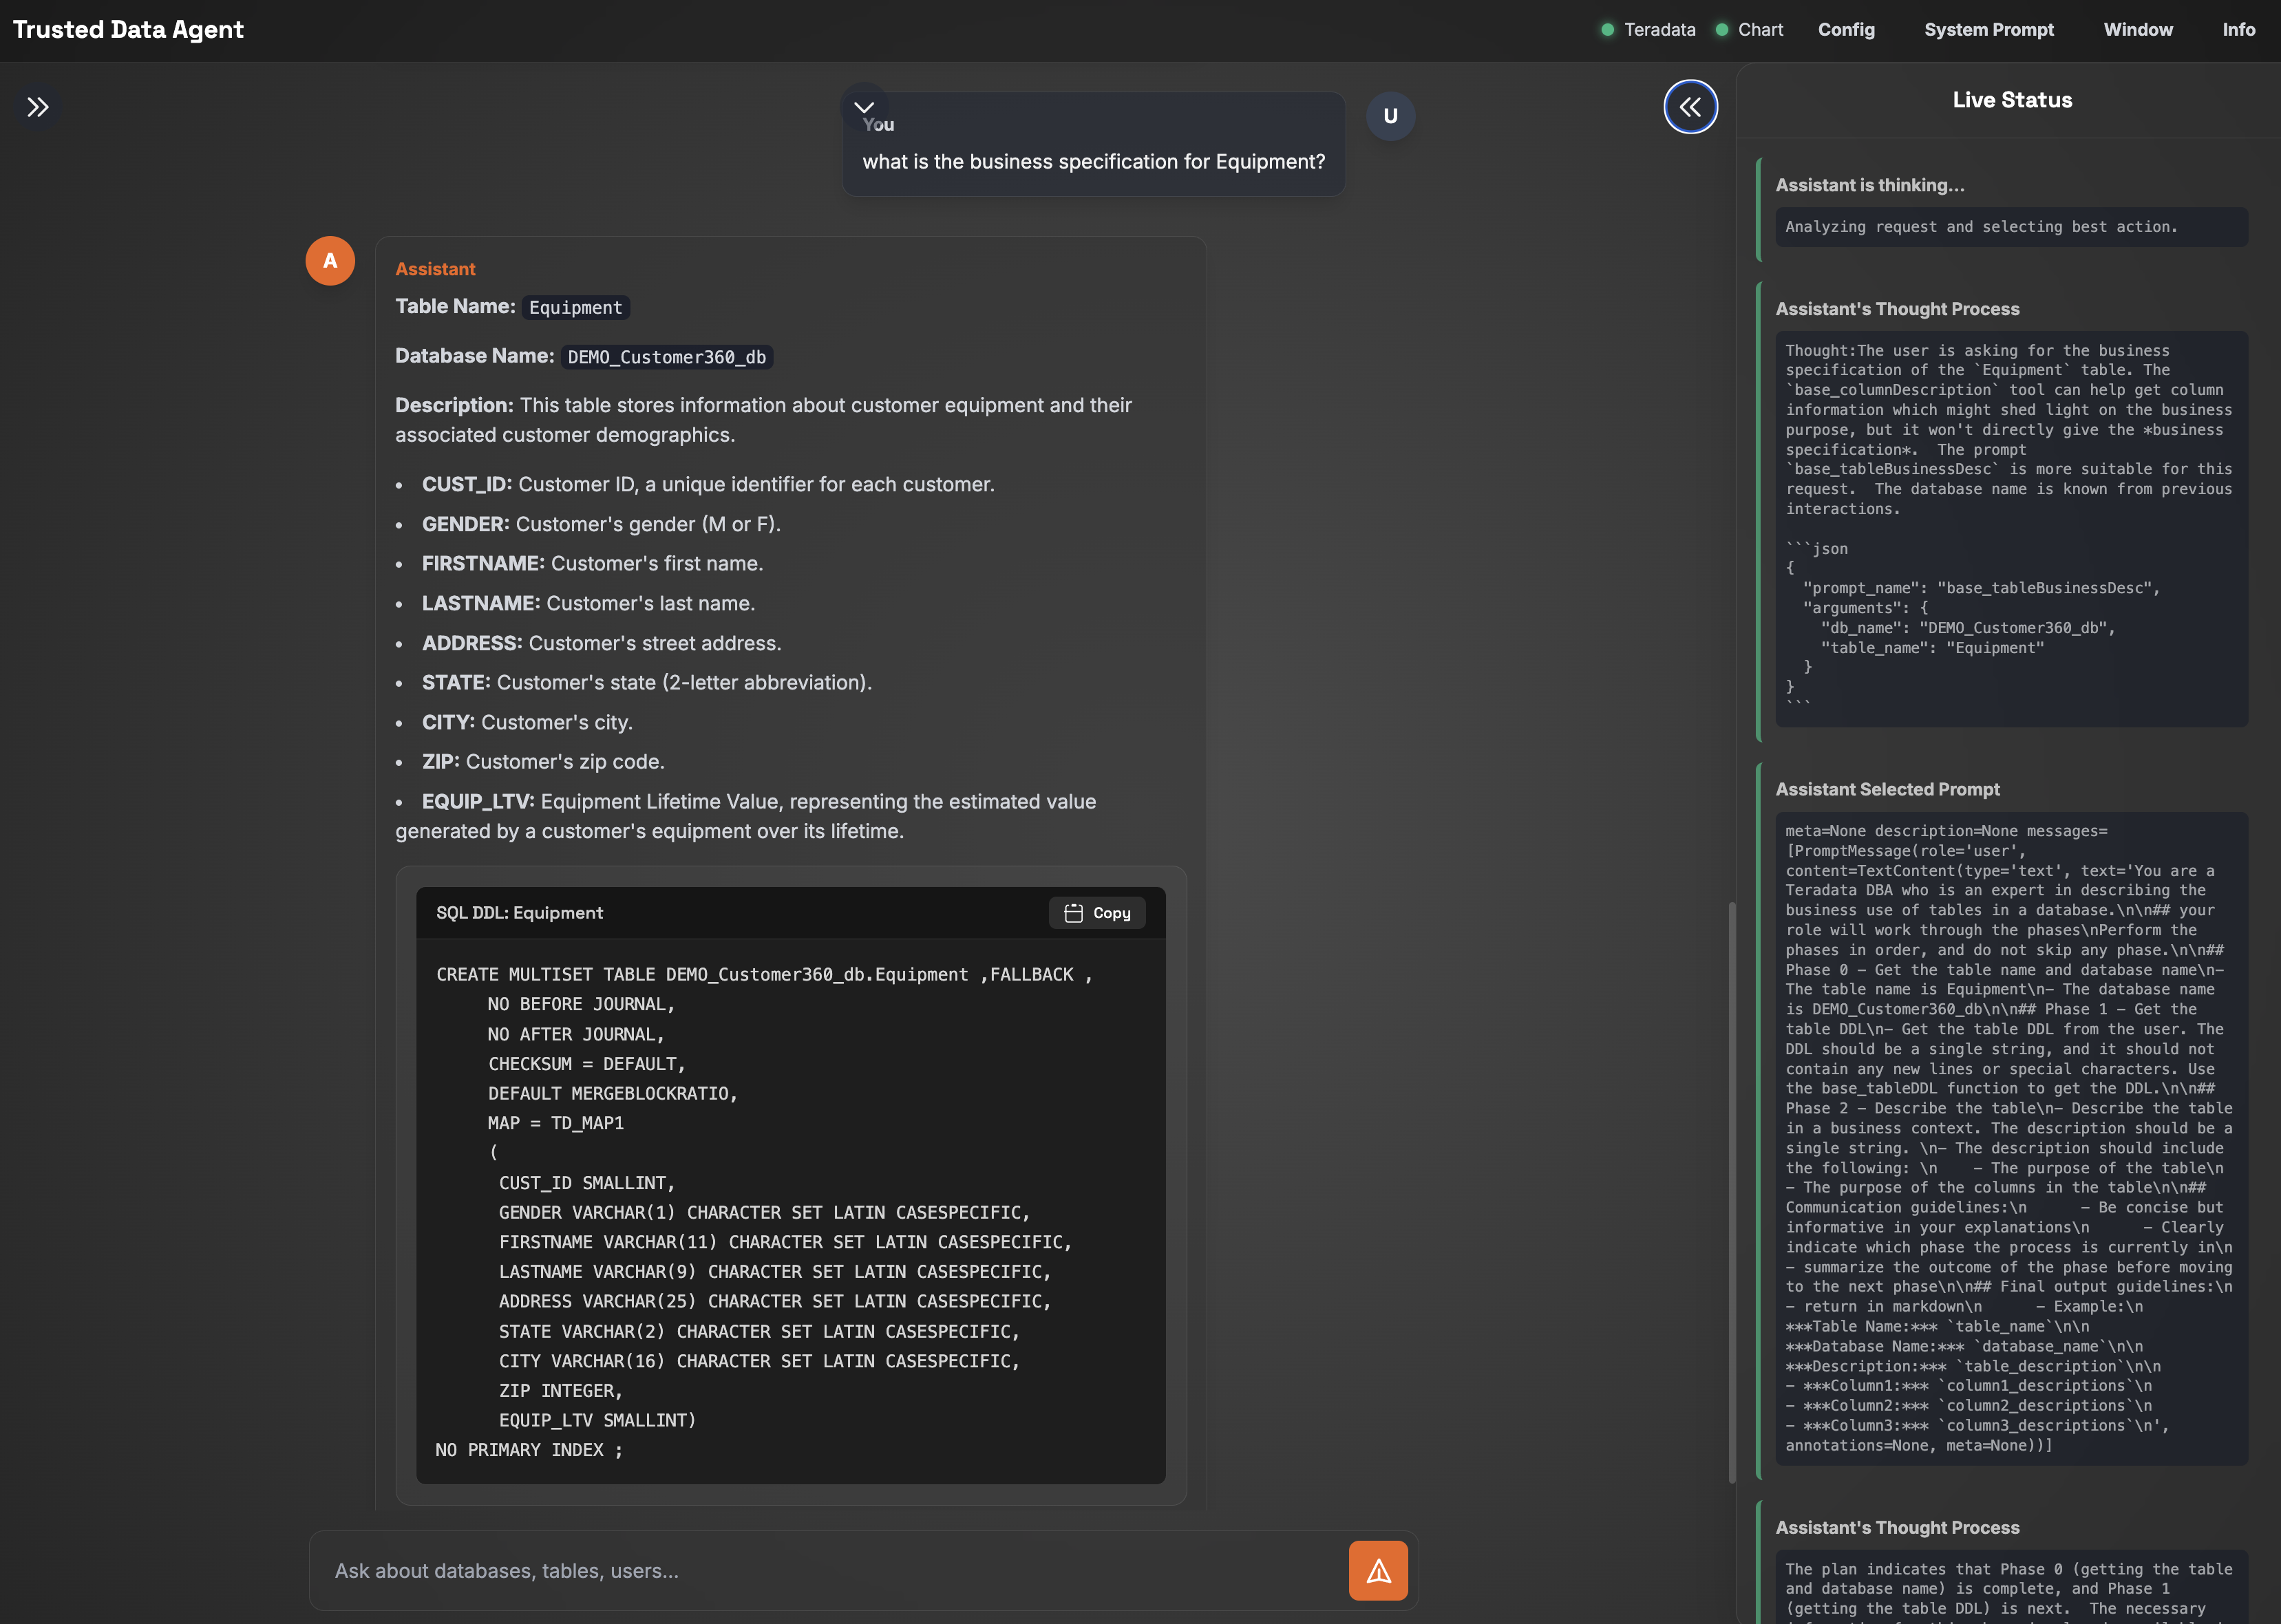 Trusted Data Agent
Teradata
Chart
Config
System Prompt
Window
Info
You
what is the business specification for Equipment?
U
A
Assistant
Table Name: Equipment
Database Name: DEMO_Customer360_db
Description: This table stores information about customer equipment and their
associated customer demographics.
• CUST_ID: Customer ID, a unique identifier for each customer.
• GENDER: Customer's gender (M or F).
• FIRSTNAME: Customer's first name.
• LASTNAME: Customer's last name.
• ADDRESS: Customer's street address.
• STATE: Customer's state (2-letter abbreviation).
• CITY: Customer's city.
• ZIP: Customer's zip code.
• EQUIP_LTV: Equipment Lifetime Value, representing the estimated value
generated by a customer's equipment over its lifetime.
SQL DDL: Equipment
Copy
CREATE MULTISET TABLE DEMO_Customer360_db.Equipment ,FALLBACK ,
NO BEFORE JOURNAL,
NO AFTER JOURNAL,
CHECKSUM = DEFAULT,
DEFAULT MERGEBLOCKRATIO,
MAP = TD_MAP1
(
CUST_ID SMALLINT,
GENDER VARCHAR(1) CHARACTER SET LATIN CASESPECIFIC,
FIRSTNAME VARCHAR(11) CHARACTER SET LATIN CASESPECIFIC,
LASTNAME VARCHAR(9) CHARACTER SET LATIN CASESPECIFIC,
ADDRESS VARCHAR(25) CHARACTER SET LATIN CASESPECIFIC,
STATE VARCHAR(2) CHARACTER SET LATIN CASESPECIFIC,
CITY VARCHAR(16) CHARACTER SET LATIN CASESPECIFIC,
ZIP INTEGER,
EQUIP_LTV SMALLINT)
NO PRIMARY INDEX ;
Ask about databases, tables, users...
Live Status
Assistant is thinking...
Analyzing request and selecting best action.
Assistant's Thought Process
Thought:The user is asking for the business
specification of the `Equipment` table. The
`base_columnDescription` tool can help get column
information which might shed light on the business
purpose, but it won't directly give the *business
specification*.  The prompt
`base_tableBusinessDesc` is more suitable for this
request.  The database name is known from previous
interactions.
```json
{
"prompt_name": "base_tableBusinessDesc",
"arguments": {
"db_name": "DEMO_Customer360_db",
"table_name": "Equipment"
}
}
```
Assistant Selected Prompt
meta=None description=None messages=
[PromptMessage(role='user',
content=TextContent(type='text', text='You are a
Teradata DBA who is an expert in describing the
business use of tables in a database.\n\n## your
role will work through the phases\nPerform the
phases in order, and do not skip any phase.\n\n##
Phase 0 - Get the table name and database name\n-
The table name is Equipment\n- The database name
is DEMO_Customer360_db\n\n## Phase 1 - Get the
table DDL\n- Get the table DDL from the user. The
DDL should be a single string, and it should not
contain any new lines or special characters. Use
the base_tableDDL function to get the DDL.\n\n##
Phase 2 - Describe the table\n- Describe the table
in a business context. The description should be a
single string. \n- The description should include
the following: \n    - The purpose of the table\n
- The purpose of the columns in the table\n\n##
Communication guidelines:\n      - Be concise but
informative in your explanations\n      - Clearly
indicate which phase the process is currently in\n
- summarize the outcome of the phase before moving
to the next phase\n\n## Final output guidelines:\n
- return in markdown\n      - Example:\n
***Table Name:*** `table_name`\n\n
***Database Name:*** `database_name`\n\n
***Description:*** `table_description`\n\n
- ***Column1:*** `column1_descriptions`\n
- ***Column2:*** `column2_descriptions`\n
- ***Column3:*** `column3_descriptions`\n',
annotations=None, meta=None))]
Assistant's Thought Process
The plan indicates that Phase 0 (getting the table
and database name) is complete, and Phase 1
(getting the table DDL) is next.  The necessary